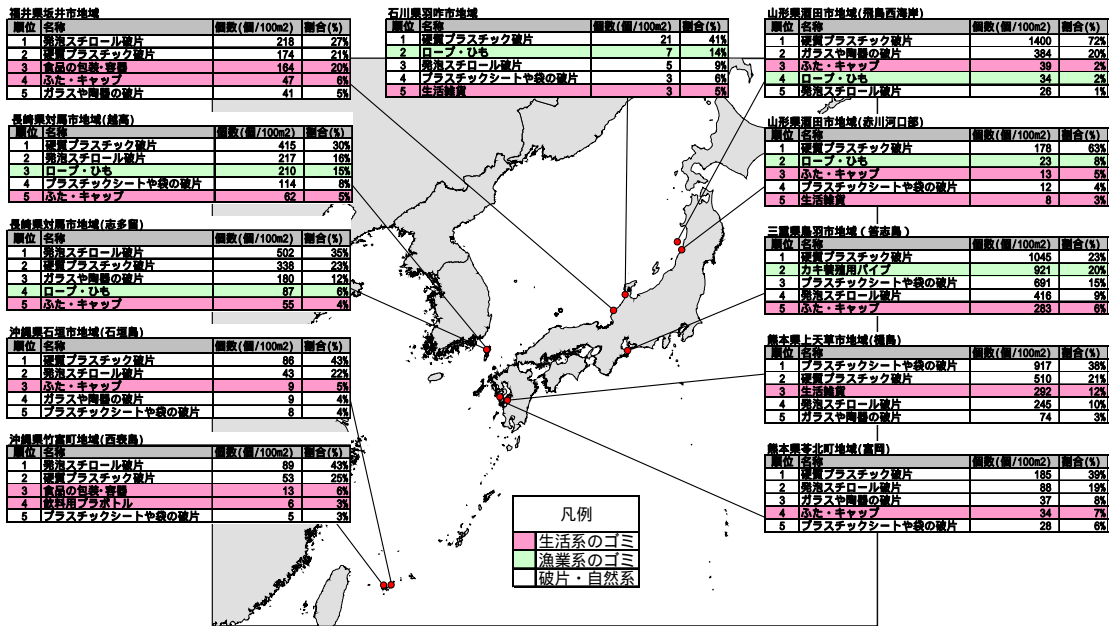 福井県坂井市地域
順位 名称 個数(個/100m2) 割合(%)
1 発泡スチロール破片 218 27%
2 硬質プラスチック破片 174 21%
3 食品の包装・容器 164 20%
4 ふた・キャップ 47 6%
5 ガラスや陶器の破片 41 5%
長崎県対馬市地域(越高)
順位 名称 個数(個/100m2) 割合(%)
1 硬質プラスチック破片 415 30%
2 発泡スチロール破片 217 16%
3 ロープ・ひも 210 15%
4 プラスチックシートや袋の破片 114 8%
5 ふた・キャップ 62 5%
長崎県対馬市地域(志多留)
順位 名称 個数(個/100m2) 割合(%)
1 発泡スチロール破片 502 35%
2 硬質プラスチック破片 338 23%
3 ガラスや陶器の破片 180 12%
4 ロープ・ひも 87 6%
5 ふた・キャップ 55 4%
沖縄県石垣市地域(石垣島)
順位 名称 個数(個/100m2) 割合(%)
1 硬質プラスチック破片 86 43%
2 発泡スチロール破片 43 22%
3 ふた・キャップ 9 5%
4 ガラスや陶器の破片 9 4%
5 プラスチックシートや袋の破片 8 4%
沖縄県竹富町地域(西表島)
順位 名称 個数(個/100m2) 割合(%)
1 発泡スチロール破片 89 43%
2 硬質プラスチック破片 53 25%
3 食品の包装・容器 13 6%
4 飲料用プラボトル 6 3%
5 プラスチックシートや袋の破片 5 3%
石川県羽咋市地域
順位 名称 個数(個/100m2) 割合(%)
1 硬質プラスチック破片 21 41%
2 ロープ・ひも 7 14%
3 発泡スチロール破片 5 9%
4 プラスチックシートや袋の破片 3 6%
5 生活雑貨 3 5%
山形県酒田市地域(飛島西海岸)
順位 名称 個数(個/100m2) 割合(%)
1 硬質プラスチック破片 1400 72%
2 ガラスや陶器の破片 384 20%
3 ふた・キャップ 39 2%
4 ロープ・ひも 34 2%
5 発泡スチロール破片 26 1%
山形県酒田市地域(赤川河口部)
順位 名称 個数(個/100m2) 割合(%)
1 硬質プラスチック破片 178 63%
2 ロープ・ひも 23 8%
3 ふた・キャップ 13 5%
4 プラスチックシートや袋の破片 12 4%
5 生活雑貨 8 3%
三重県鳥羽市地域(答志島)
順位 名称 個数(個/100m2) 割合(%)
1 硬質プラスチック破片 1045 23%
2 カキ養殖用パイプ 921 20%
3 プラスチックシートや袋の破片 691 15%
4 発泡スチロール破片 416 9%
5 ふた・キャップ 283 6%
熊本県上天草市地域(樋島)
順位 名称 個数(個/100m2) 割合(%)
1 プラスチックシートや袋の破片 917 38%
2 硬質プラスチック破片 510 21%
3 生活雑貨 292 12%
4 発泡スチロール破片 245 10%
5 ガラスや陶器の破片 74 3%
熊本県苓北町地域(富岡)
順位 名称 個数(個/100m2) 割合(%)
1 硬質プラスチック破片 185 39%
2 発泡スチロール破片 88 19%
3 ガラスや陶器の破片 37 8%
4 ふた・キャップ 34 7%
5 プラスチックシートや袋の破片 28 6%
凡例
生活系のゴミ
漁業系のゴミ
破片・自然系